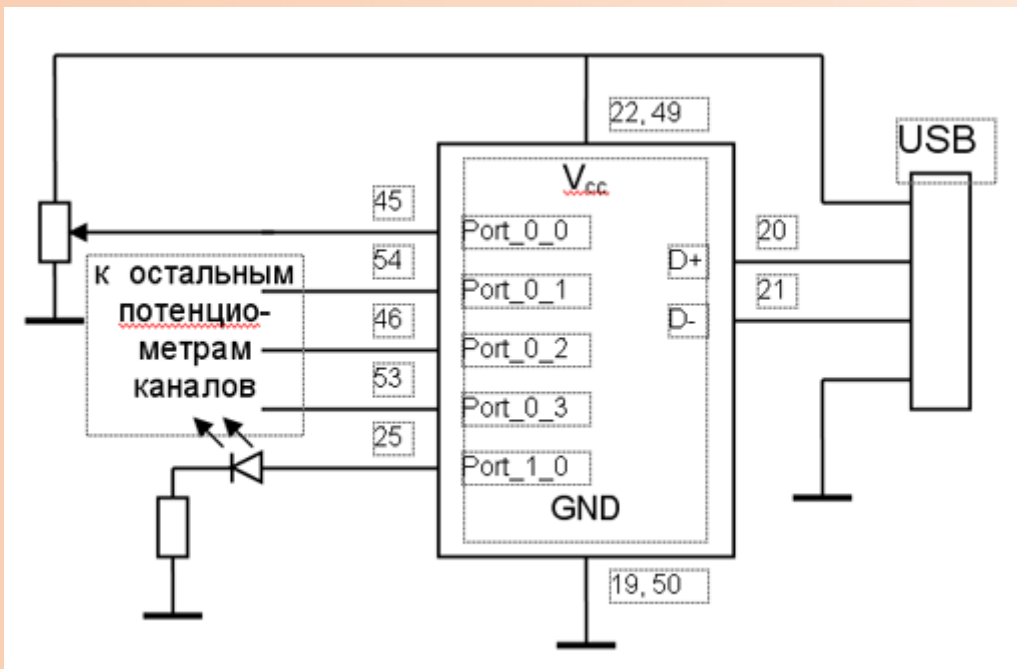 22, 49
USB
Vcc
45
Port_0_0
20
54
D+
к остальным
Port_0_1
21
потенцио-
46
D-
метрам
Port_0_2
каналов
53
Port_0_3
25
Port_1_0
GND
19, 50